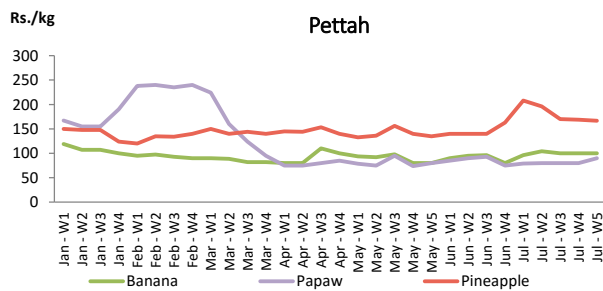 Rs./kg
Pettah
300
250
200
150
100
50
0
Jan - W1
Jan - W2
Jan - W3
Jan - W4
Feb - W1
Feb - W2
Feb - W3
Feb - W4
Mar - W1
Mar - W2
Mar - W3
Mar - W4
Apr - W1
Apr - W2
Apr - W3
Apr - W4
May - W1
May - W2
May - W3
May - W4
May - W5
Jun - W1
Jun - W2
Jun - W3
Jun - W4
Jul - W1
Jul - W2
Jul - W3
Jul - W4
Jul - W5
Banana
Papaw
Pineapple